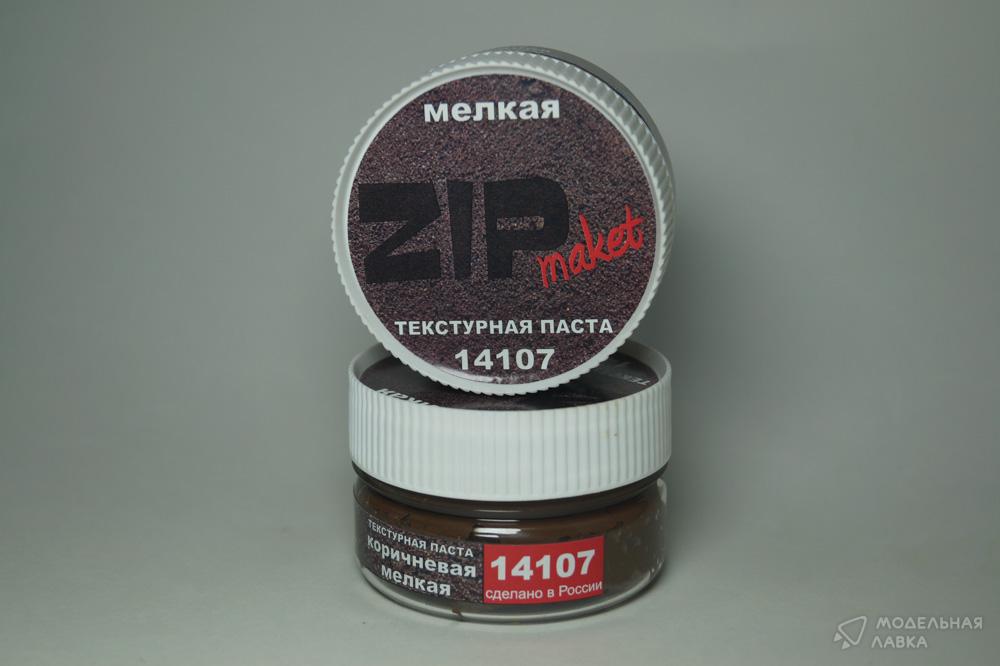 мелкая
ZIP
maket
ТЕКСТУРНАЯ ПАСТА
14107
ТЕКСТУРНАЯ ПАСТА
коричневая
мелкая
14107
сделано в России
МОДЕЛЬНАЯ
ЛАВКА